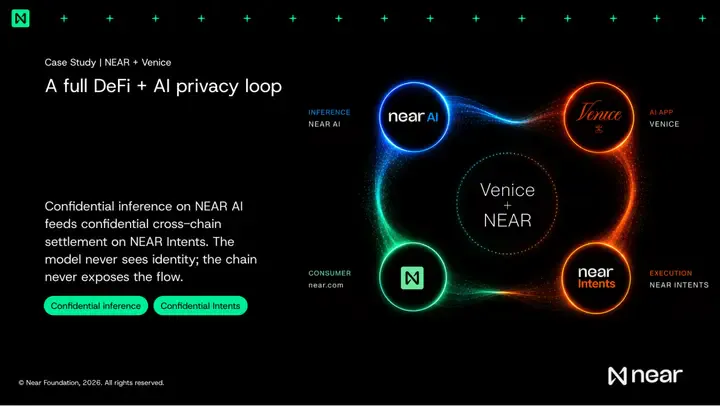 Case Study | NEAR + Venice
A full DeFi + AI privacy loop
Confidential inference on NEAR AI
feeds confidential cross-chain
settlement on NEAR Intents. The
model never sees identity; the chain
never exposes the flow.
Confidential inference
Confidential Intents
INFERENCE
NEAR AI
near AI
Venice
AI APP
VENICE
Venice
+
NEAR
CONSUMER
near.com
near
Intents
EXECUTION
NEAR INTENTS
© Near Foundation, 2026. All rights reserved.
near